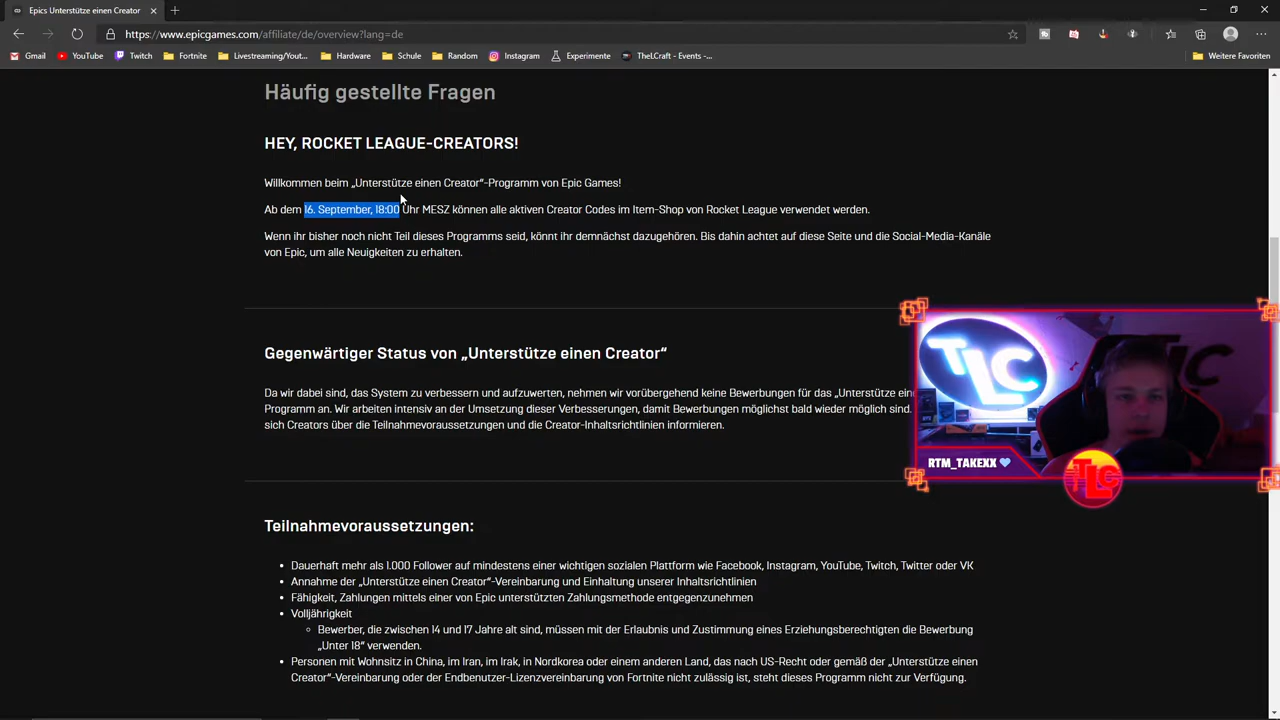 Epics Unterstütze einen Creator
https://www.epicgames.com/affiliate/de/overview?lang=de
Gmail YouTube Twitch Fortnite Livestreaming/Yout... Hardware Schule Random Instagram Experimente TheLCraft - Events -... Weitere Favoriten
Häufig gestellte Fragen
HEY, ROCKET LEAGUE-CREATORS!
Willkommen beim „Unterstütze einen Creator“-Programm von Epic Games!
Ab dem 16. September, 18:00 Uhr MESZ können alle aktiven Creator Codes im Item-Shop von Rocket League verwendet werden.
Wenn ihr bisher noch nicht Teil dieses Programms seid, könnt ihr demnächst dazugehören. Bis dahin achtet auf diese Seite und die Social-Media-Kanäle
von Epic, um alle Neuigkeiten zu erhalten.
Gegenwärtiger Status von „Unterstütze einen Creator“
Da wir dabei sind, das System zu verbessern und aufzuwerten, nehmen wir vorübergehend keine Bewerbungen für das „Unterstütze ein
Programm an. Wir arbeiten intensiv an der Umsetzung dieser Verbesserungen, damit Bewerbungen möglichst bald wieder möglich sind.
sich Creators über die Teilnahmevoraussetzungen und die Creator-Inhaltsrichtlinien informieren.
TLC
RTM_TAKEXX
TLC
Teilnahmevoraussetzungen:
• Dauerhaft mehr als 1.000 Follower auf mindestens einer wichtigen sozialen Plattform wie Facebook, Instagram, YouTube, Twitch, Twitter oder VK
• Annahme der „Unterstütze einen Creator“-Vereinbarung und Einhaltung unserer Inhaltsrichtlinien
• Fähigkeit, Zahlungen mittels einer von Epic unterstützten Zahlungsmethode entgegenzunehmen
• Volljährigkeit
◦ Bewerber, die zwischen 14 und 17 Jahre alt sind, müssen mit der Erlaubnis und Zustimmung eines Erziehungsberechtigten die Bewerbung
„Unter 18“ verwenden.
• Personen mit Wohnsitz in China, im Iran, im Irak, in Nordkorea oder einem anderen Land, das nach US-Recht oder gemäß der „Unterstütze einen
Creator“-Vereinbarung oder der Endbenutzer-Lizenzvereinbarung von Fortnite nicht zulässig ist, steht dieses Programm nicht zur Verfügung.